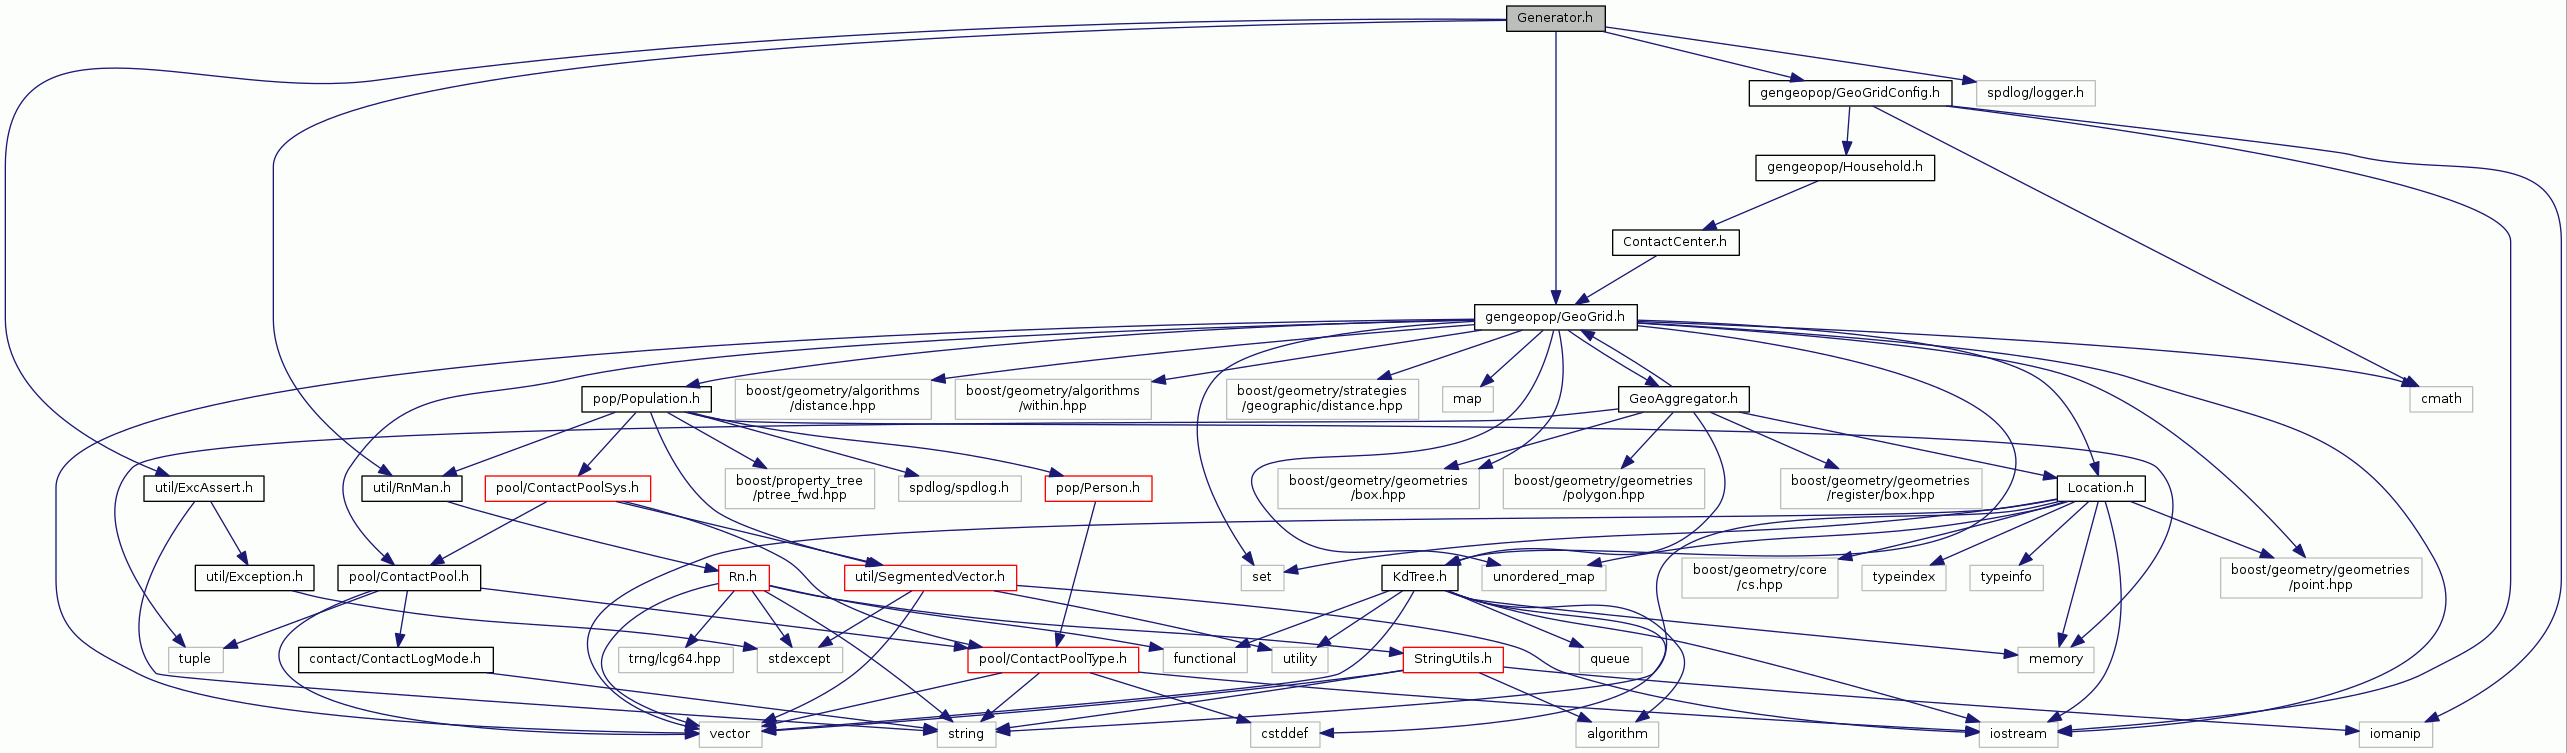 Generator.h
gengeopop/GeoGridConfig.h
spdlog/logger.h
gengeopop/Household.h
ContactCenter.h
gengeopop/GeoGrid.h
pop/Population.h
boost/geometry/algorithms
/distance.hpp
boost/geometry/algorithms
/within.hpp
boost/geometry/strategies
/geographic/distance.hpp
map
GeoAggregator.h
cmath
util/ExcAssert.h
util/RnMan.h
pool/ContactPoolSys.h
boost/property_tree
/ptree_fwd.hpp
spdlog/spdlog.h
pop/Person.h
boost/geometry/geometries
/box.hpp
boost/geometry/geometries
/polygon.hpp
boost/geometry/geometries
/register/box.hpp
Location.h
util/Exception.h
pool/ContactPool.h
Rn.h
util/SegmentedVector.h
set
KdTree.h
unordered_map
boost/geometry/core
/cs.hpp
typeindex
typeinfo
boost/geometry/geometries
/point.hpp
tuple
contact/ContactLogMode.h
trng/lcg64.hpp
stdexcept
pool/ContactPoolType.h
functional
utility
StringUtils.h
queue
memory
vector
string
cstddef
algorithm
iostream
iomanip